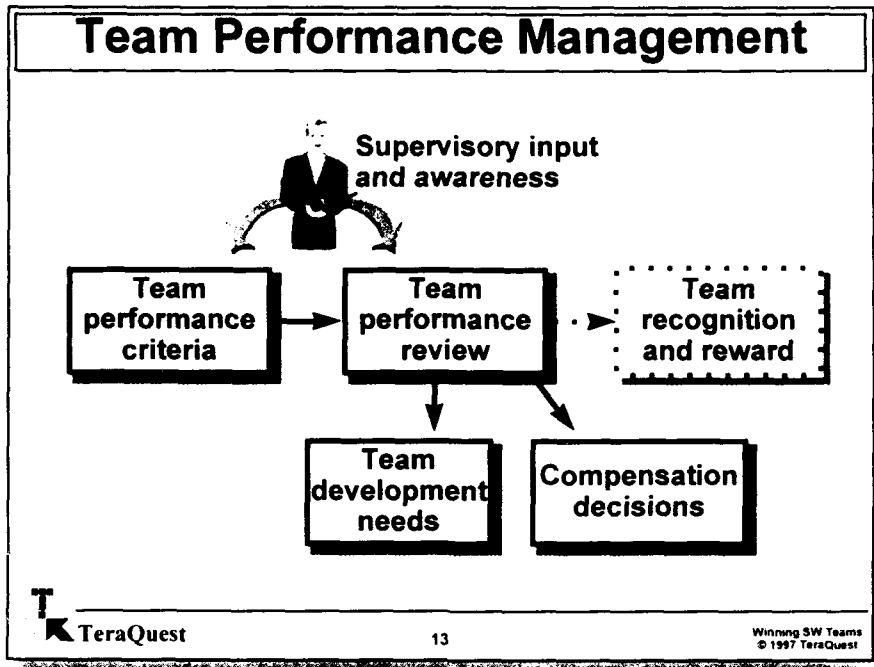 Team Performance Management
Supervisory input
and awareness
Team
performance
criteria
Team
performance
review
Team
recognition
and reward
Team
development
needs
Compensation
decisions
TeraQuest
13
Winning SW Teams
© 1997 TeraQuest